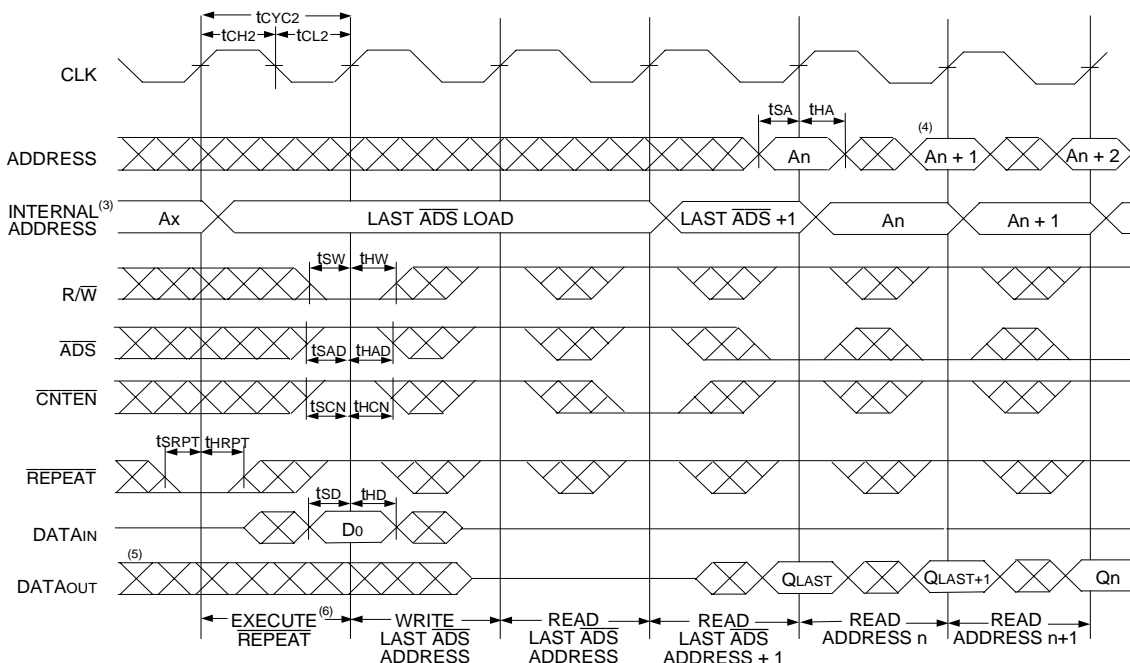 tCYC2
tCH2 tCL2
CLK
tSA tHA
ADDRESS An (4) An + 1 An + 2
INTERNAL (3)
ADDRESS Ax LAST ADS LOAD LAST ADS +1 An An + 1
tSW tHW
R/W
ADS
tSAD tHAD
CNTEN
tSCN tHCN
tSRPT tHRPT
REPEAT
tSD tHD
DATAIN D0
(5)
DATAOUT QLAST QLAST+1 Qn
EXECUTE (6)
REPEAT
WRITE
LAST ADS
ADDRESS
READ
LAST ADS
ADDRESS
READ
LAST ADS
ADDRESS + 1
READ
ADDRESS n
READ
ADDRESS n+1